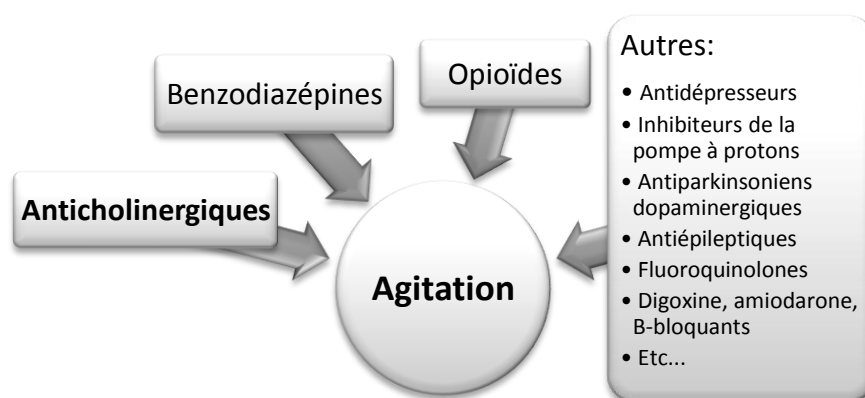 Benzodiazépines
Opioïdes
Anticholinergiques
Agitation
Autres:
• Antidépresseurs
• Inhibiteurs de la
pompe à protons
• Antiparkinsoniens
dopaminergiques
• Antiépileptiques
• Fluoroquinolones
• Digoxine, amiodarone,
B-bloquants
• Etc...